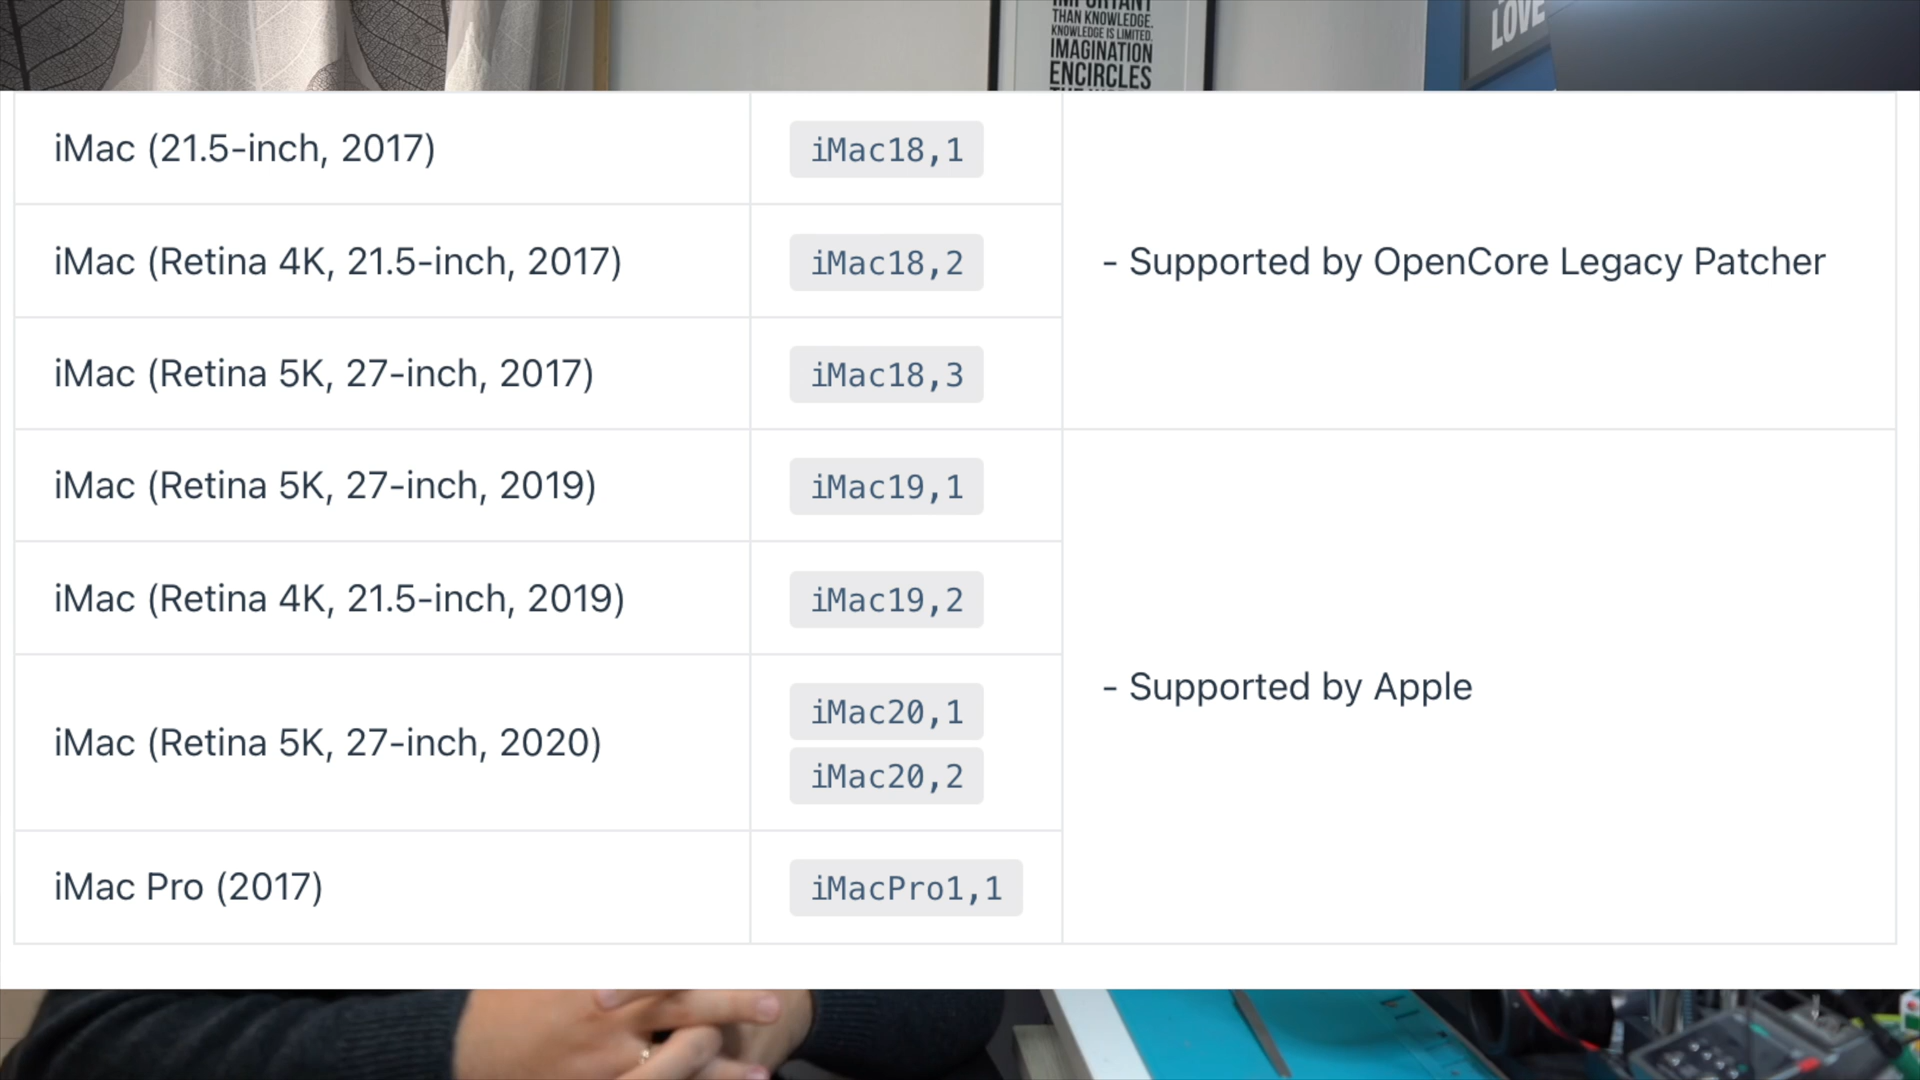 IMPORTANT
THAN KNOWLEDGE.
KNOWLEDGE IS LIMITED.
IMAGINATION
ENCIRCLES
LOVE
iMac (21.5-inch, 2017)
iMac18,1
iMac (Retina 4K, 21.5-inch, 2017)
iMac18,2
- Supported by OpenCore Legacy Patcher
iMac (Retina 5K, 27-inch, 2017)
iMac18,3
iMac (Retina 5K, 27-inch, 2019)
iMac19,1
iMac (Retina 4K, 21.5-inch, 2019)
iMac19,2
- Supported by Apple
iMac (Retina 5K, 27-inch, 2020)
iMac20,1
iMac20,2
iMac Pro (2017)
iMacPro1,1